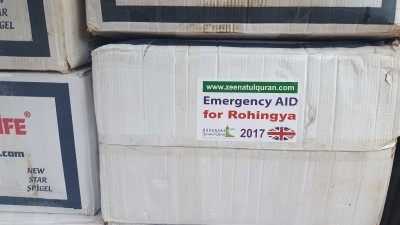 www.zeenatulquran.com
Emergency AID
for Rohingya
2017
IFE
.com
NEW
STAR
SPIGEL